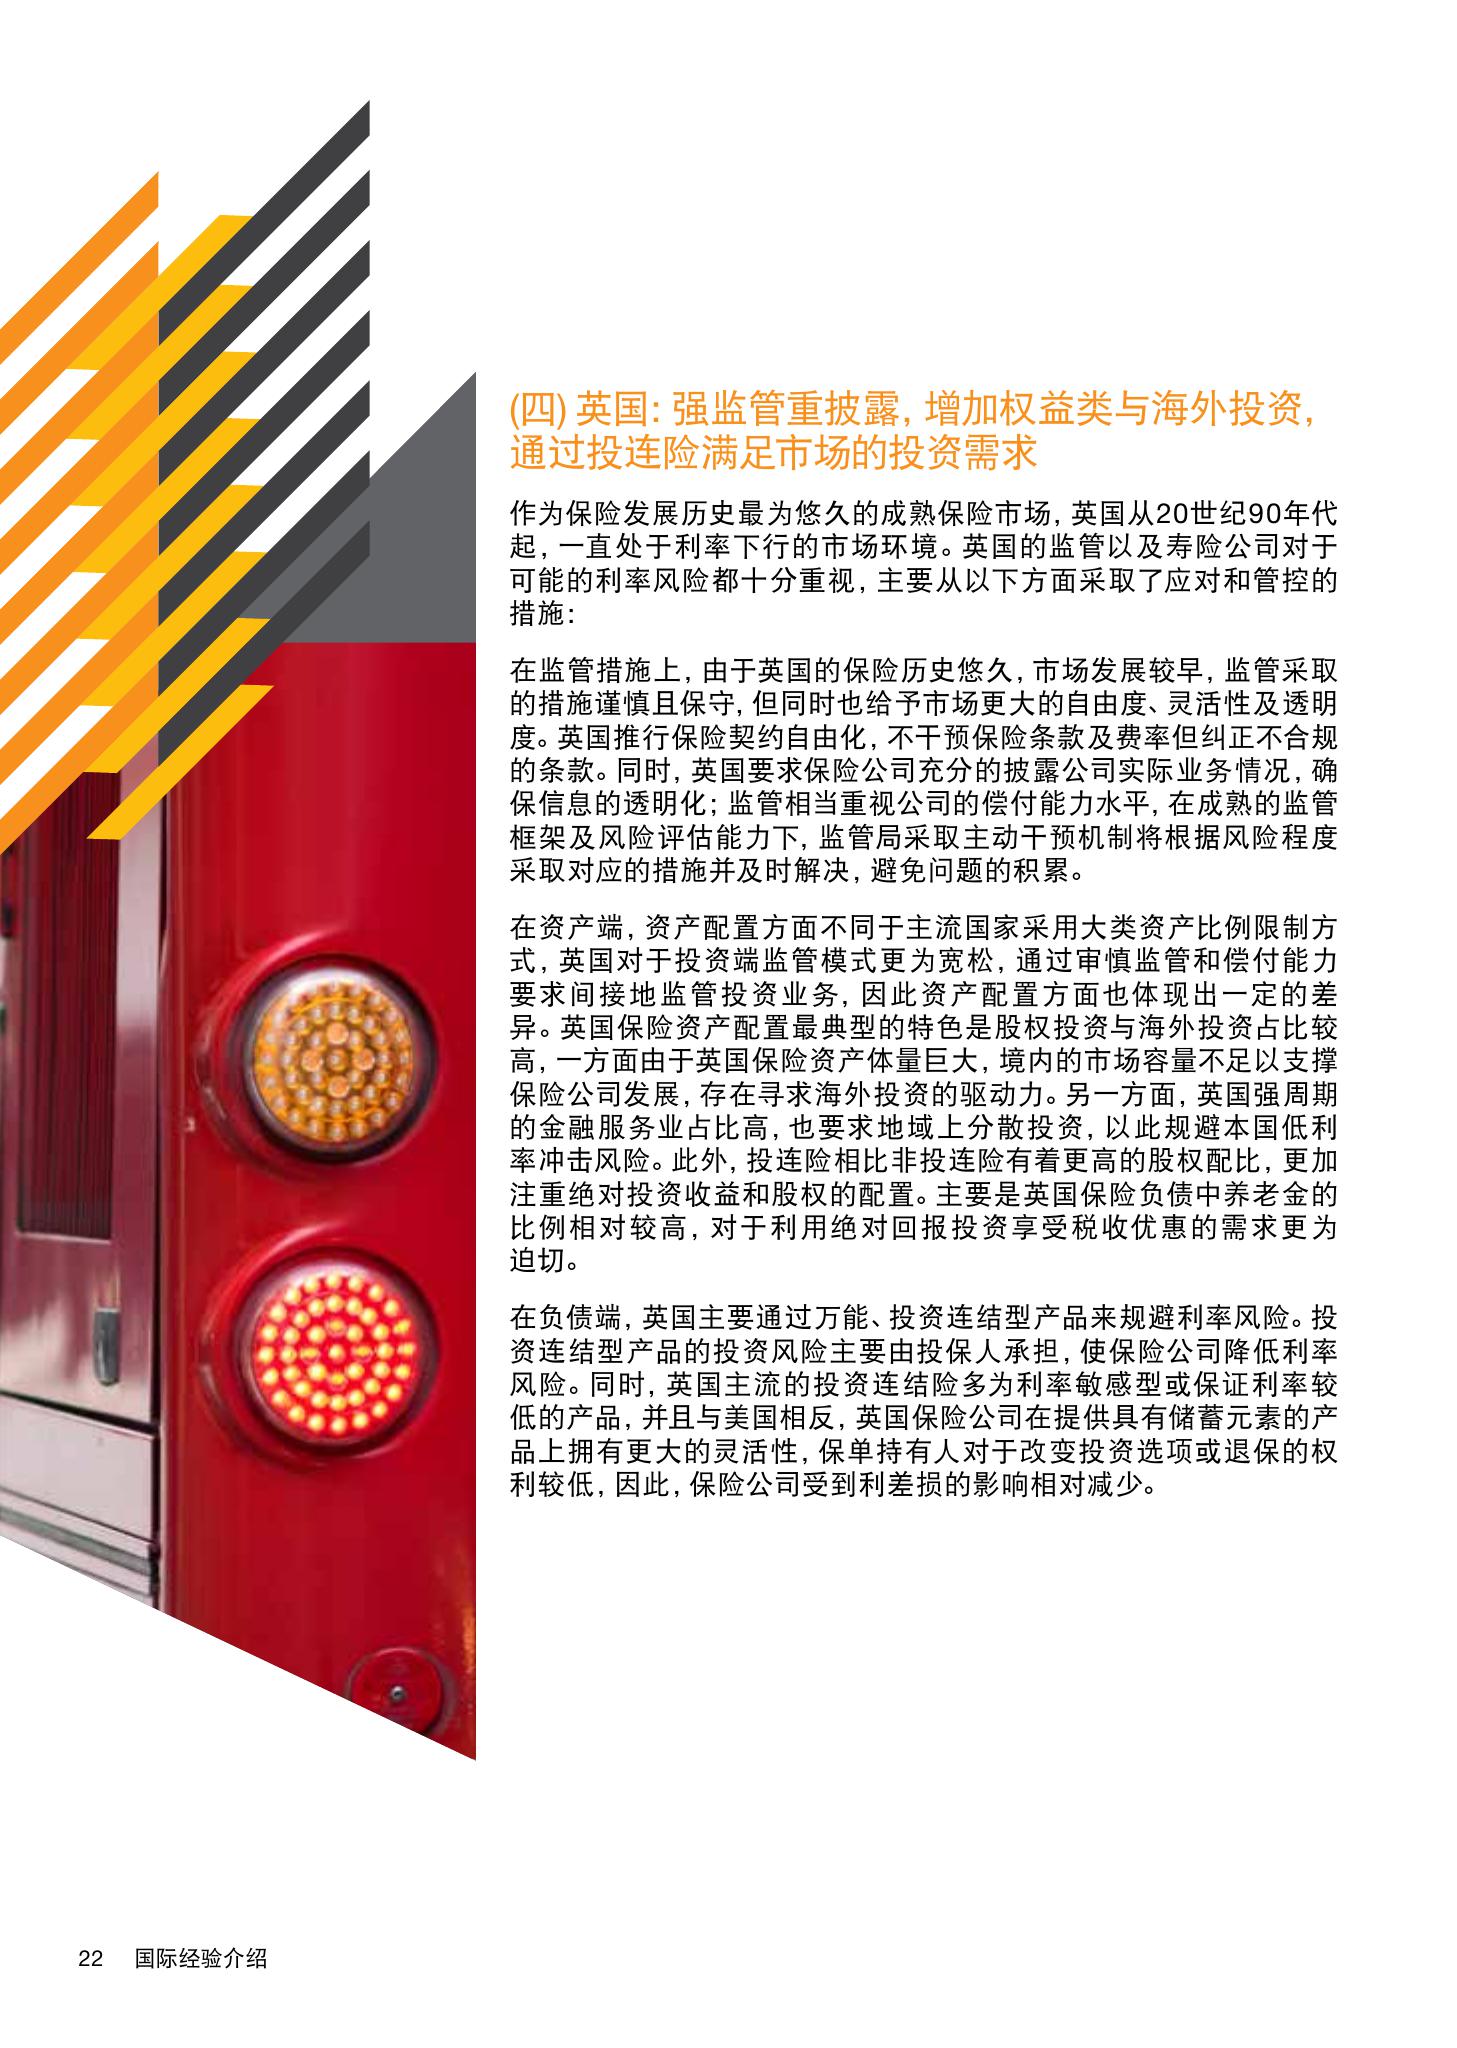 (四) 英国：强监管重披露，增加权益类与海外投资，
通过投连险满足市场的投资需求
作为保险发展历史最为悠久的成熟保险市场，英国从20世纪90年代
起，一直处于利率下行的市场环境。英国的监管以及寿险公司对于
可能的利率风险都十分重视，主要从以下方面采取了应对和管控的
措施：
在监管措施上，由于英国的保险历史悠久，市场发展较早，监管采取
的措施谨慎且保守，但同时也给予市场更大的自由度、灵活性及透明
度。英国推行保险契约自由化，不干预保险条款及费率但纠正不合规
的条款。同时，英国要求保险公司充分的披露公司实际业务情况，确
保信息的透明化；监管相当重视公司的偿付能力水平，在成熟的监管
框架及风险评估能力下，监管局采取主动干预机制将根据风险程度
采取对应的措施并及时解决，避免问题的积累。
在资产端，资产配置方面不同于主流国家采用大类资产比例限制方
式，英国对于投资端监管模式更为宽松，通过审慎监管和偿付能力
要求间接地监管投资业务，因此资产配置方面也体现出一定的差
异。英国保险资产配置最典型的特色是股权投资与海外投资占比较
高，一方面由于英国保险资产体量巨大，境内的市场容量不足以支撑
保险公司发展，存在寻求海外投资的驱动力。另一方面，英国强周期
的金融服务业占比高，也要求地域上分散投资，以此规避本国低利
率冲击风险。此外，投连险相比非投连险有着更高的股权配比，更加
注重绝对投资收益和股权的配置。主要是英国保险负债中养老金的
比例相对较高，对于利用绝对回报投资享受税收优惠的需求更为
迫切。
在负债端，英国主要通过万能、投资连结型产品来规避利率风险。投
资连结型产品的投资风险主要由投保人承担，使保险公司降低利率
风险。同时，英国主流的投资连结险多为利率敏感型或保证利率较
低的产品，并且与美国相反，英国保险公司在提供具有储蓄元素的产
品上拥有更大的灵活性，保单持有人对于改变投资选项或退保的权
利较低，因此，保险公司受到利差损的影响相对减少。
22 国际经验介绍